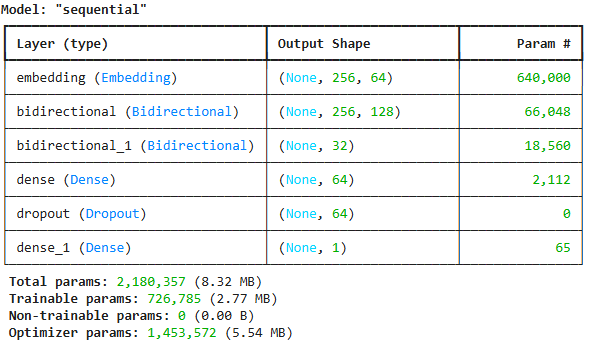 Model: "sequential"
Layer (type) Output Shape Param #
embedding (Embedding) (None, 256, 64) 640,000
bidirectional (Bidirectional) (None, 256, 128) 66,048
bidirectional_1 (Bidirectional) (None, 32) 18,560
dense (Dense) (None, 64) 2,112
dropout (Dropout) (None, 64) 0
dense_1 (Dense) (None, 1) 65
Total params: 2,180,357 (8.32 MB)
Trainable params: 726,785 (2.77 MB)
Non-trainable params: 0 (0.00 B)
Optimizer params: 1,453,572 (5.54 MB)